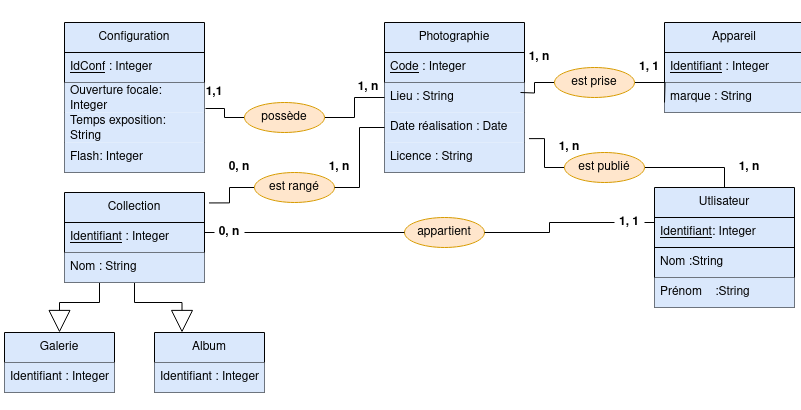 Configuration
IdConf : Integer
Ouverture focale:
Integer
Temps exposition:
String
Flash: Integer
1,1
possède
1, n
Photographie
Code : Integer
Lieu : String
Date réalisation : Date
Licence : String
1, n
est prise
1, 1
Appareil
Identifiant : Integer
marque : String
0, n
est rangé
1, n
1, n
est publié
1, n
Collection
Identifiant : Integer
Nom : String
0, n
appartient
1, 1
Utlisateur
Identifiant: Integer
Nom :String
Prénom :String
Galerie
Identifiant : Integer
Album
Identifiant : Integer